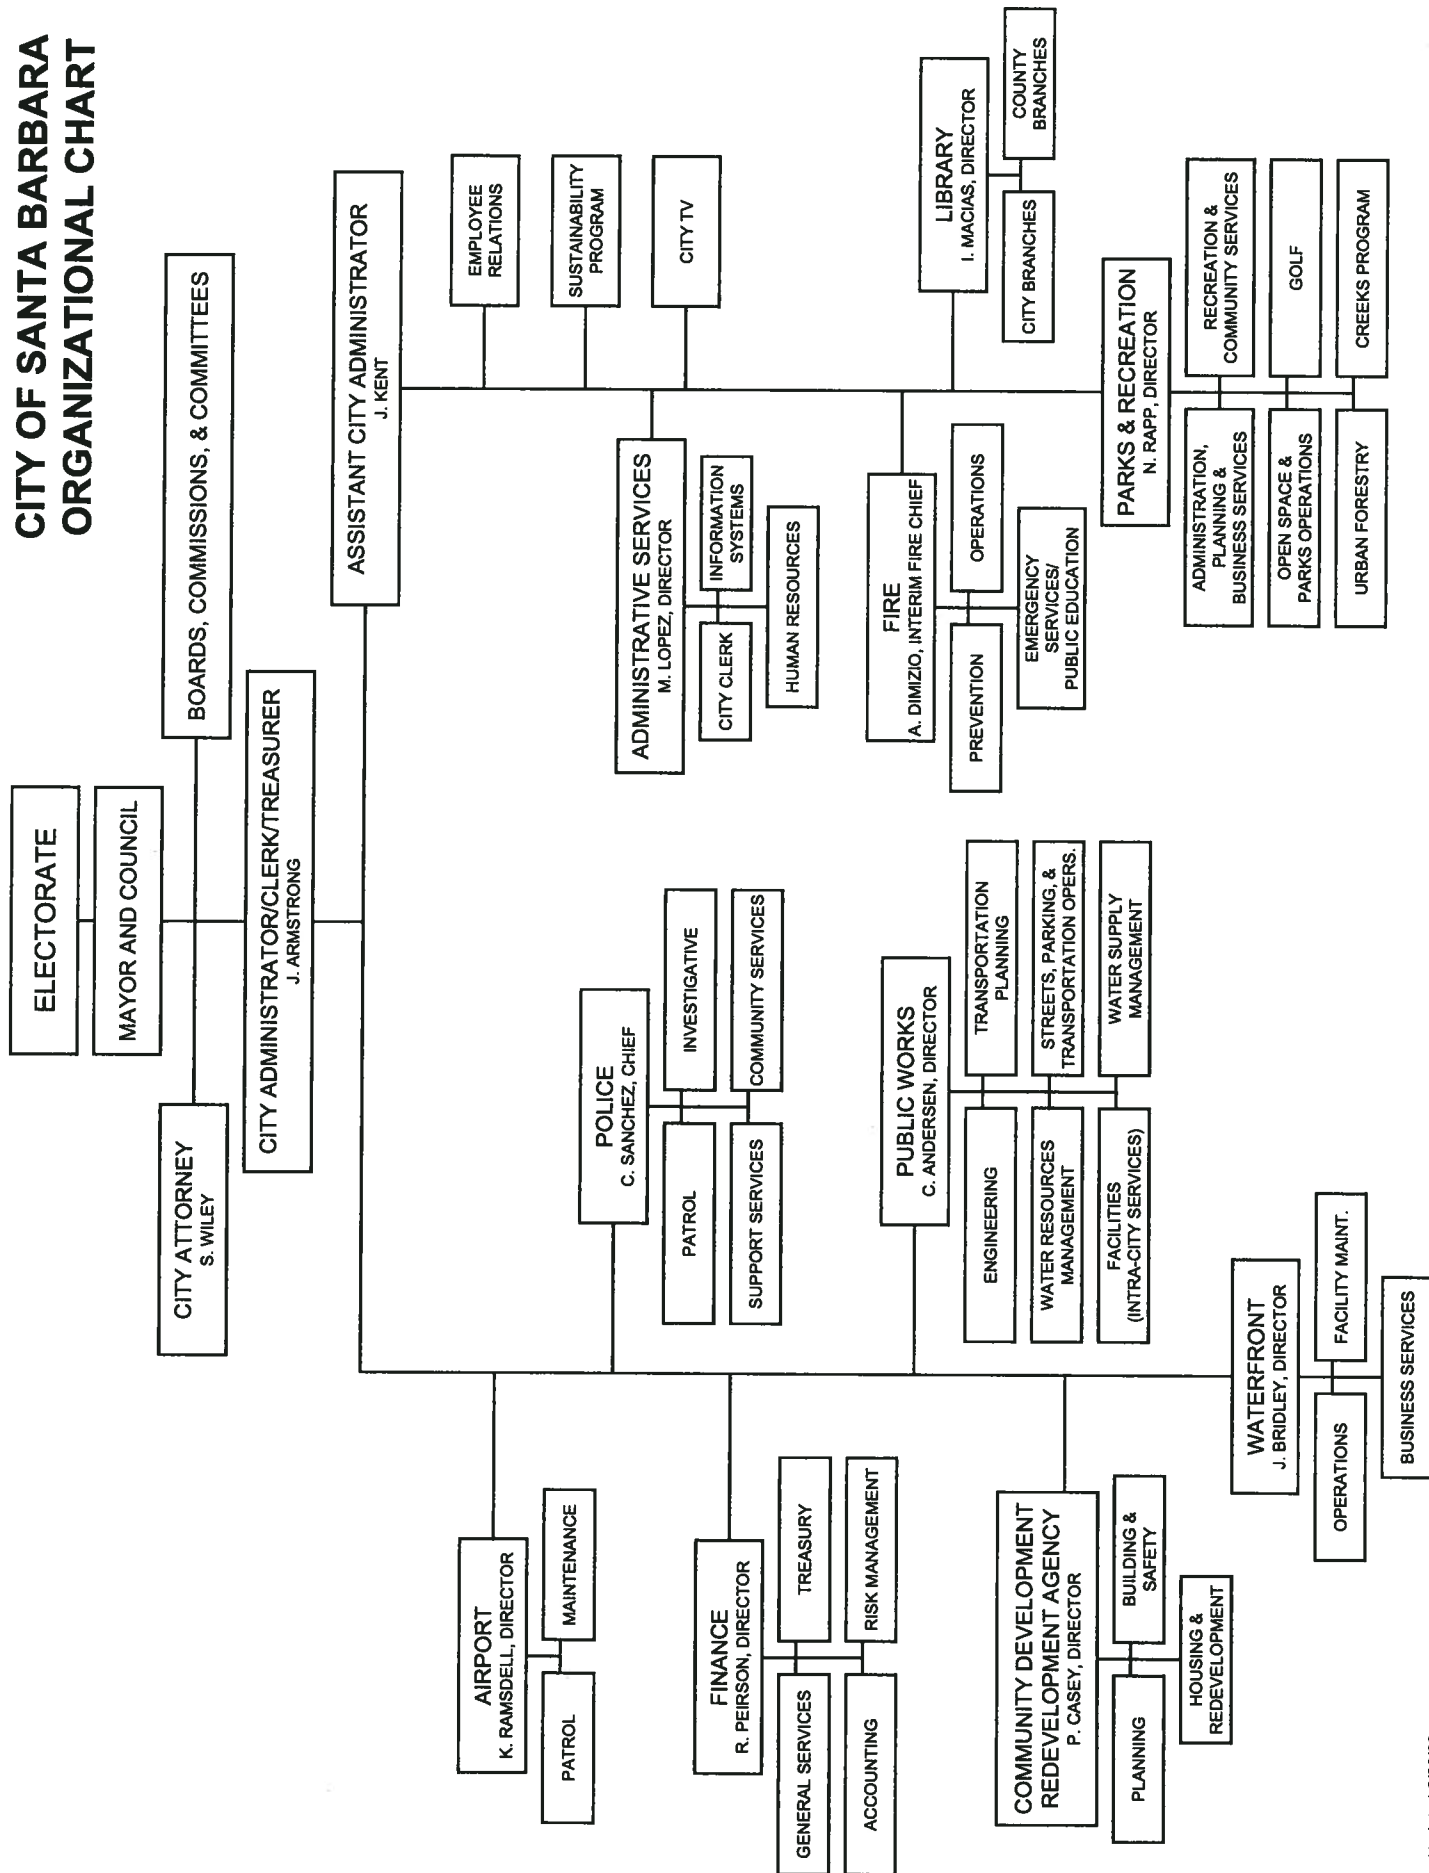 CITY OF SANTA BARBARA
ORGANIZATIONAL CHART
ELECTORATE
MAYOR AND COUNCIL
CITY ATTORNEY
S. WILEY
BOARDS, COMMISSIONS, & COMMITTEES
CITY ADMINISTRATOR/CLERK/TREASURER
J. ARMSTRONG
ASSISTANT CITY ADMINISTRATOR
J. KENT
EMPLOYEE
RELATIONS
SUSTAINABILITY
PROGRAM
CITY TV
AIRPORT
K. RAMSDELL, DIRECTOR
PATROL
MAINTENANCE
POLICE
C. SANCHEZ, CHIEF
PATROL
INVESTIGATIVE
SUPPORT SERVICES
COMMUNITY SERVICES
ADMINISTRATIVE SERVICES
M. LOPEZ, DIRECTOR
CITY CLERK
INFORMATION
SYSTEMS
HUMAN RESOURCES
FINANCE
R. PEIRSON, DIRECTOR
GENERAL SERVICES
TREASURY
ACCOUNTING
RISK MANAGEMENT
PUBLIC WORKS
C. ANDERSEN, DIRECTOR
ENGINEERING
TRANSPORTATION
PLANNING
WATER RESOURCES
MANAGEMENT
STREETS, PARKING, &
TRANSPORTATION OPERS.
FACILITIES
(INTRA-CITY SERVICES)
WATER SUPPLY
MANAGEMENT
FIRE
A. DIMIZIO, INTERIM FIRE CHIEF
PREVENTION
OPERATIONS
EMERGENCY
SERVICES/
PUBLIC EDUCATION
LIBRARY
I. MACIAS, DIRECTOR
CITY BRANCHES
COUNTY
BRANCHES
COMMUNITY DEVELOPMENT
REDEVELOPMENT AGENCY
P. CASEY, DIRECTOR
PLANNING
BUILDING &
SAFETY
HOUSING &
REDEVELOPMENT
WATERFRONT
J. BRIDLEY, DIRECTOR
OPERATIONS
FACILITY MAINT.
BUSINESS SERVICES
PARKS & RECREATION
N. RAPP, DIRECTOR
ADMINISTRATION,
PLANNING &
BUSINESS SERVICES
RECREATION &
COMMUNITY SERVICES
OPEN SPACE &
PARKS OPERATIONS
GOLF
URBAN FORESTRY
CREEKS PROGRAM